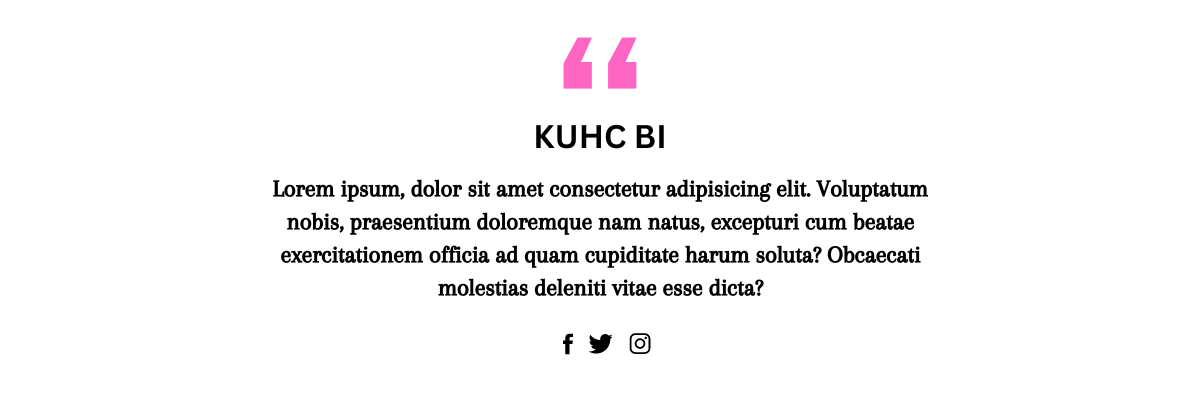 “
KUHC BI
Lorem ipsum, dolor sit amet consectetur adipisicing elit. Voluptatum
nobis, praesentium doloremque nam natus, excepturi cum beatae
exercitationem officia ad quam cupiditate harum soluta? Obcaecati
molestias deleniti vitae esse dicta?